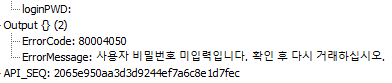 loginPWD:
Output {} (2)
ErrorCode: 80004050
ErrorMessage: 사용자 비밀번호 미입력입니다. 확인 후 다시 거래하십시오.
API_SEQ: 2065e950aa3d3d9244ef7a6c8e1d7fec